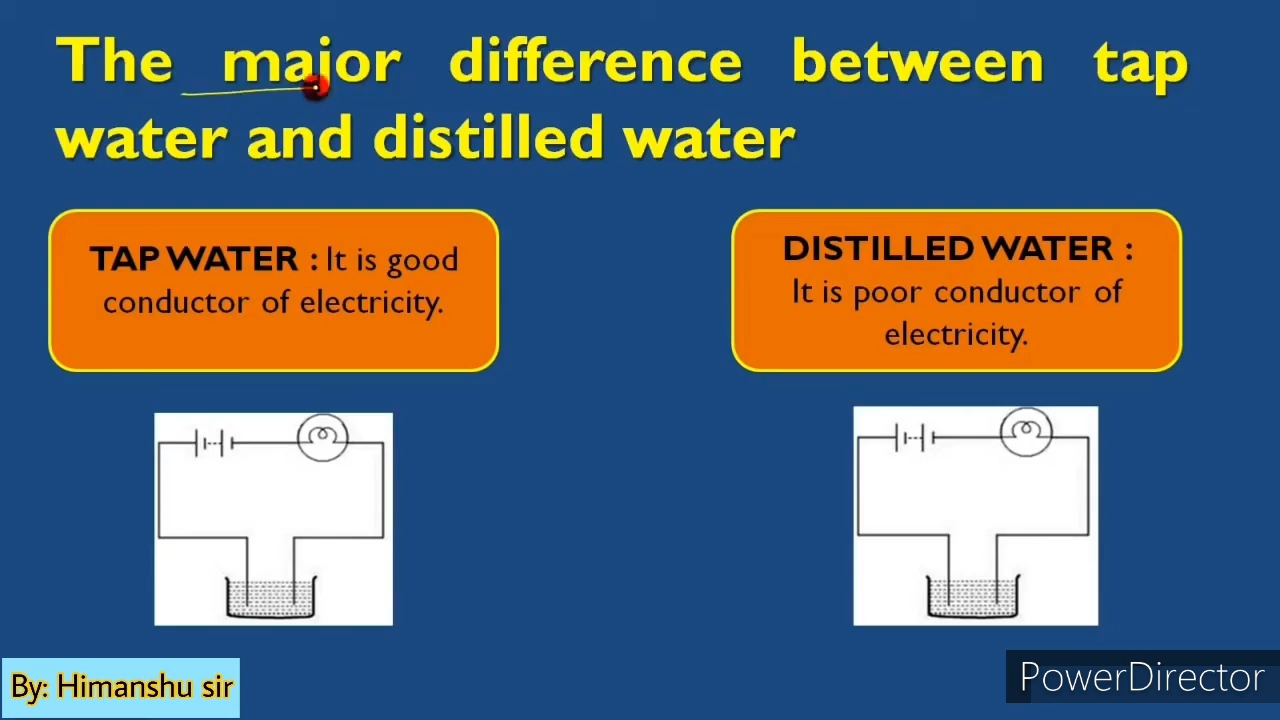 The major difference between tap
water and distilled water
TAP WATER : It is good
conductor of electricity.
DISTILLED WATER :
It is poor conductor of
electricity.
By: Himanshu sir
PowerDirector